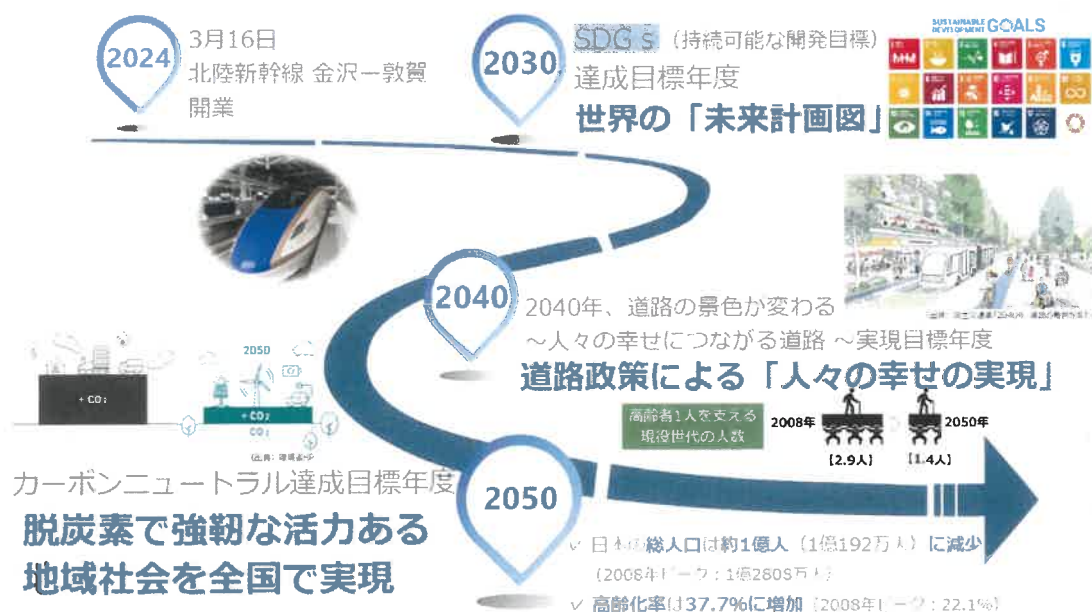 2024
3月16日
北陸新幹線 金沢ー敦賀
開業
2030
SDGs（持続可能な開発目標）
達成目標年度
世界の「未来計画図」
SUSTAINABLE DEVELOPMENT GOALS
2040
2040年、道路の景色が変わる
～人々の幸せにつながる道路～実現目標年度
道路政策による「人々の幸せの実現」
高齢者1人を支える
現役世代の人数
2008年
2050年
[2.9人]
[1.4人]
2050
+ CO₂
+ CO₂
CO₂
カーボンニュートラル達成目標年度
脱炭素で強靭な活力ある
地域社会を全国で実現
2050
✓ 日本の総人口は約1億人（1億192万人）に減少
（2008年ピーク：1億2808万人）
✓ 高齢化率は37.7%に増加（2008年ピーク：22.1%）